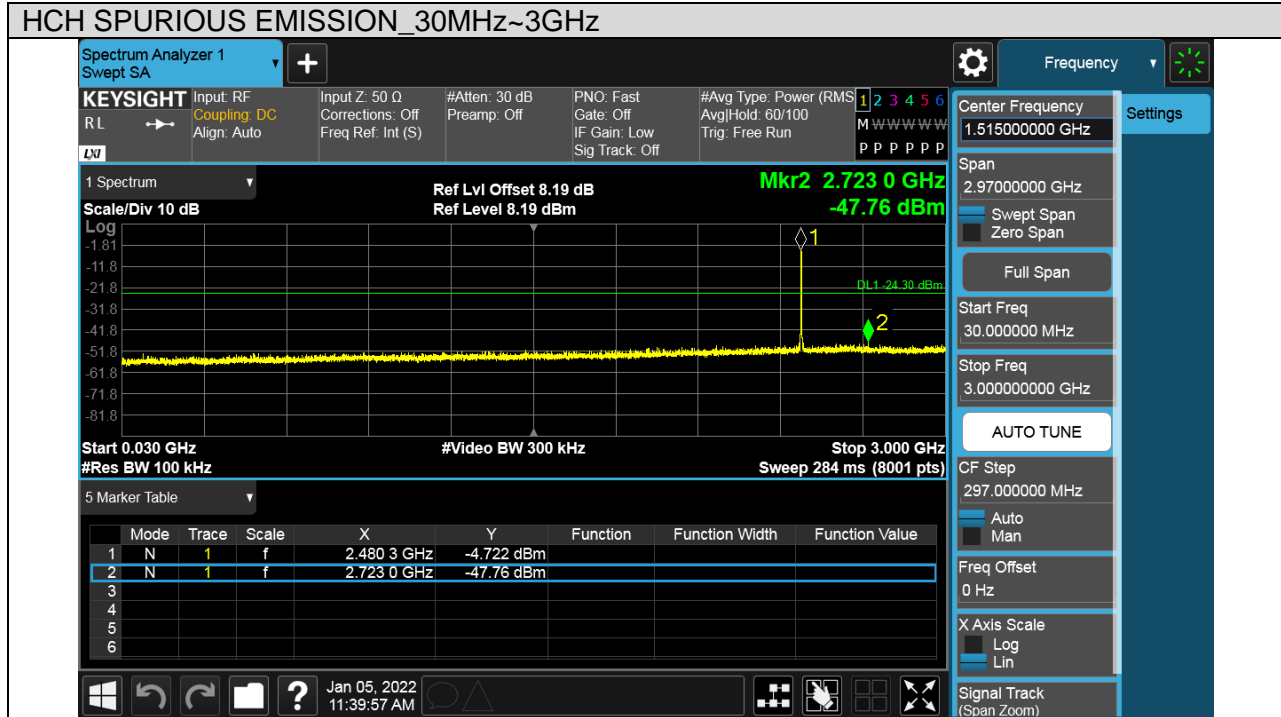 HCH SPURIOUS EMISSION_30MHz~3GHz
Spectrum Analyzer 1
Swept SA
+
Frequency
KEYSIGHT
RL
LXI
Input: RF
Coupling: DC
Align: Auto
Input Z: 50 Ω
Corrections: Off
Freq Ref: Int (S)
#Atten: 30 dB
Preamp: Off
PNO: Fast
Gate: Off
IF Gain: Low
Sig Track: Off
#Avg Type: Power (RMS
Avg|Hold: 60/100
Trig: Free Run
1 2 3 4 5 6
M W W W W W
P P P P P P
1 Spectrum
Scale/Div 10 dB
Ref Lvl Offset 8.19 dB
Ref Level 8.19 dBm
Mkr2 2.723 0 GHz
-47.76 dBm
Log
-1.81
-11.8
-21.8
-31.8
-41.8
-51.8
-61.8
-71.8
-81.8
1
DL1 -24.30 dBm
2
Start 0.030 GHz
#Video BW 300 kHz
Stop 3.000 GHz
#Res BW 100 kHz
Sweep 284 ms (8001 pts)
5 Marker Table
Mode Trace Scale X Y Function Function Width Function Value
1 N 1 f 2.480 3 GHz -4.722 dBm
2 N 1 f 2.723 0 GHz -47.76 dBm
3
4
5
6
?
Jan 05, 2022
11:39:57 AM
Center Frequency
1.515000000 GHz
Settings
Span
2.97000000 GHz
Swept Span
Zero Span
Full Span
Start Freq
30.000000 MHz
Stop Freq
3.000000000 GHz
AUTO TUNE
CF Step
297.000000 MHz
Auto
Man
Freq Offset
0 Hz
X Axis Scale
Log
Lin
Signal Track
(Span Zoom)